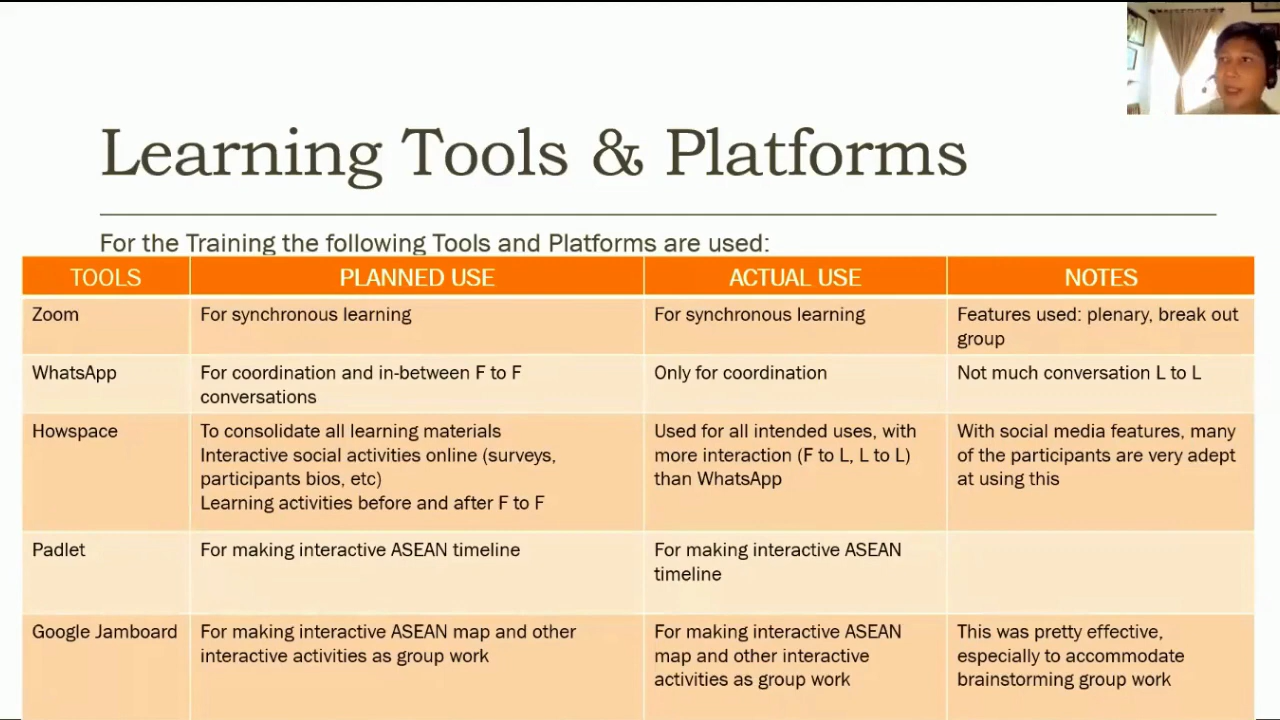 Learning Tools & Platforms
For the Training the following Tools and Platforms are used:
TOOLS
PLANNED USE
ACTUAL USE
NOTES
Zoom
For synchronous learning
For synchronous learning
Features used: plenary, break out
group
WhatsApp
For coordination and in-between F to F
conversations
Only for coordination
Not much conversation L to L
Howspace
To consolidate all learning materials
Interactive social activities online (surveys,
participants bios, etc)
Learning activities before and after F to F
Used for all intended uses, with
more interaction (F to L, L to L)
than WhatsApp
With social media features, many
of the participants are very adept
at using this
Padlet
For making interactive ASEAN timeline
For making interactive ASEAN
timeline
Google Jamboard
For making interactive ASEAN map and other
interactive activities as group work
For making interactive ASEAN
map and other interactive
activities as group work
This was pretty effective,
especially to accommodate
brainstorming group work